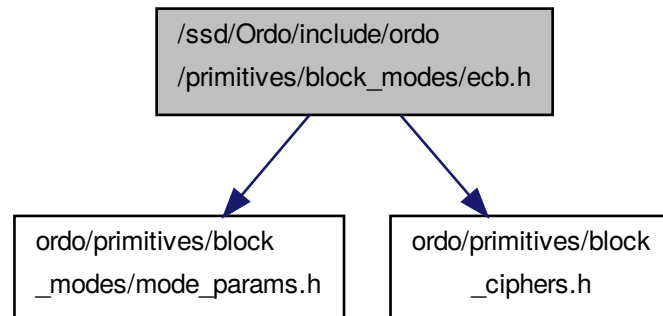 /ssd/Ordo/include/ordo
/primitives/block_modes/ecb.h
ordo/primitives/block
_modes/mode_params.h
ordo/primitives/block
_ciphers.h